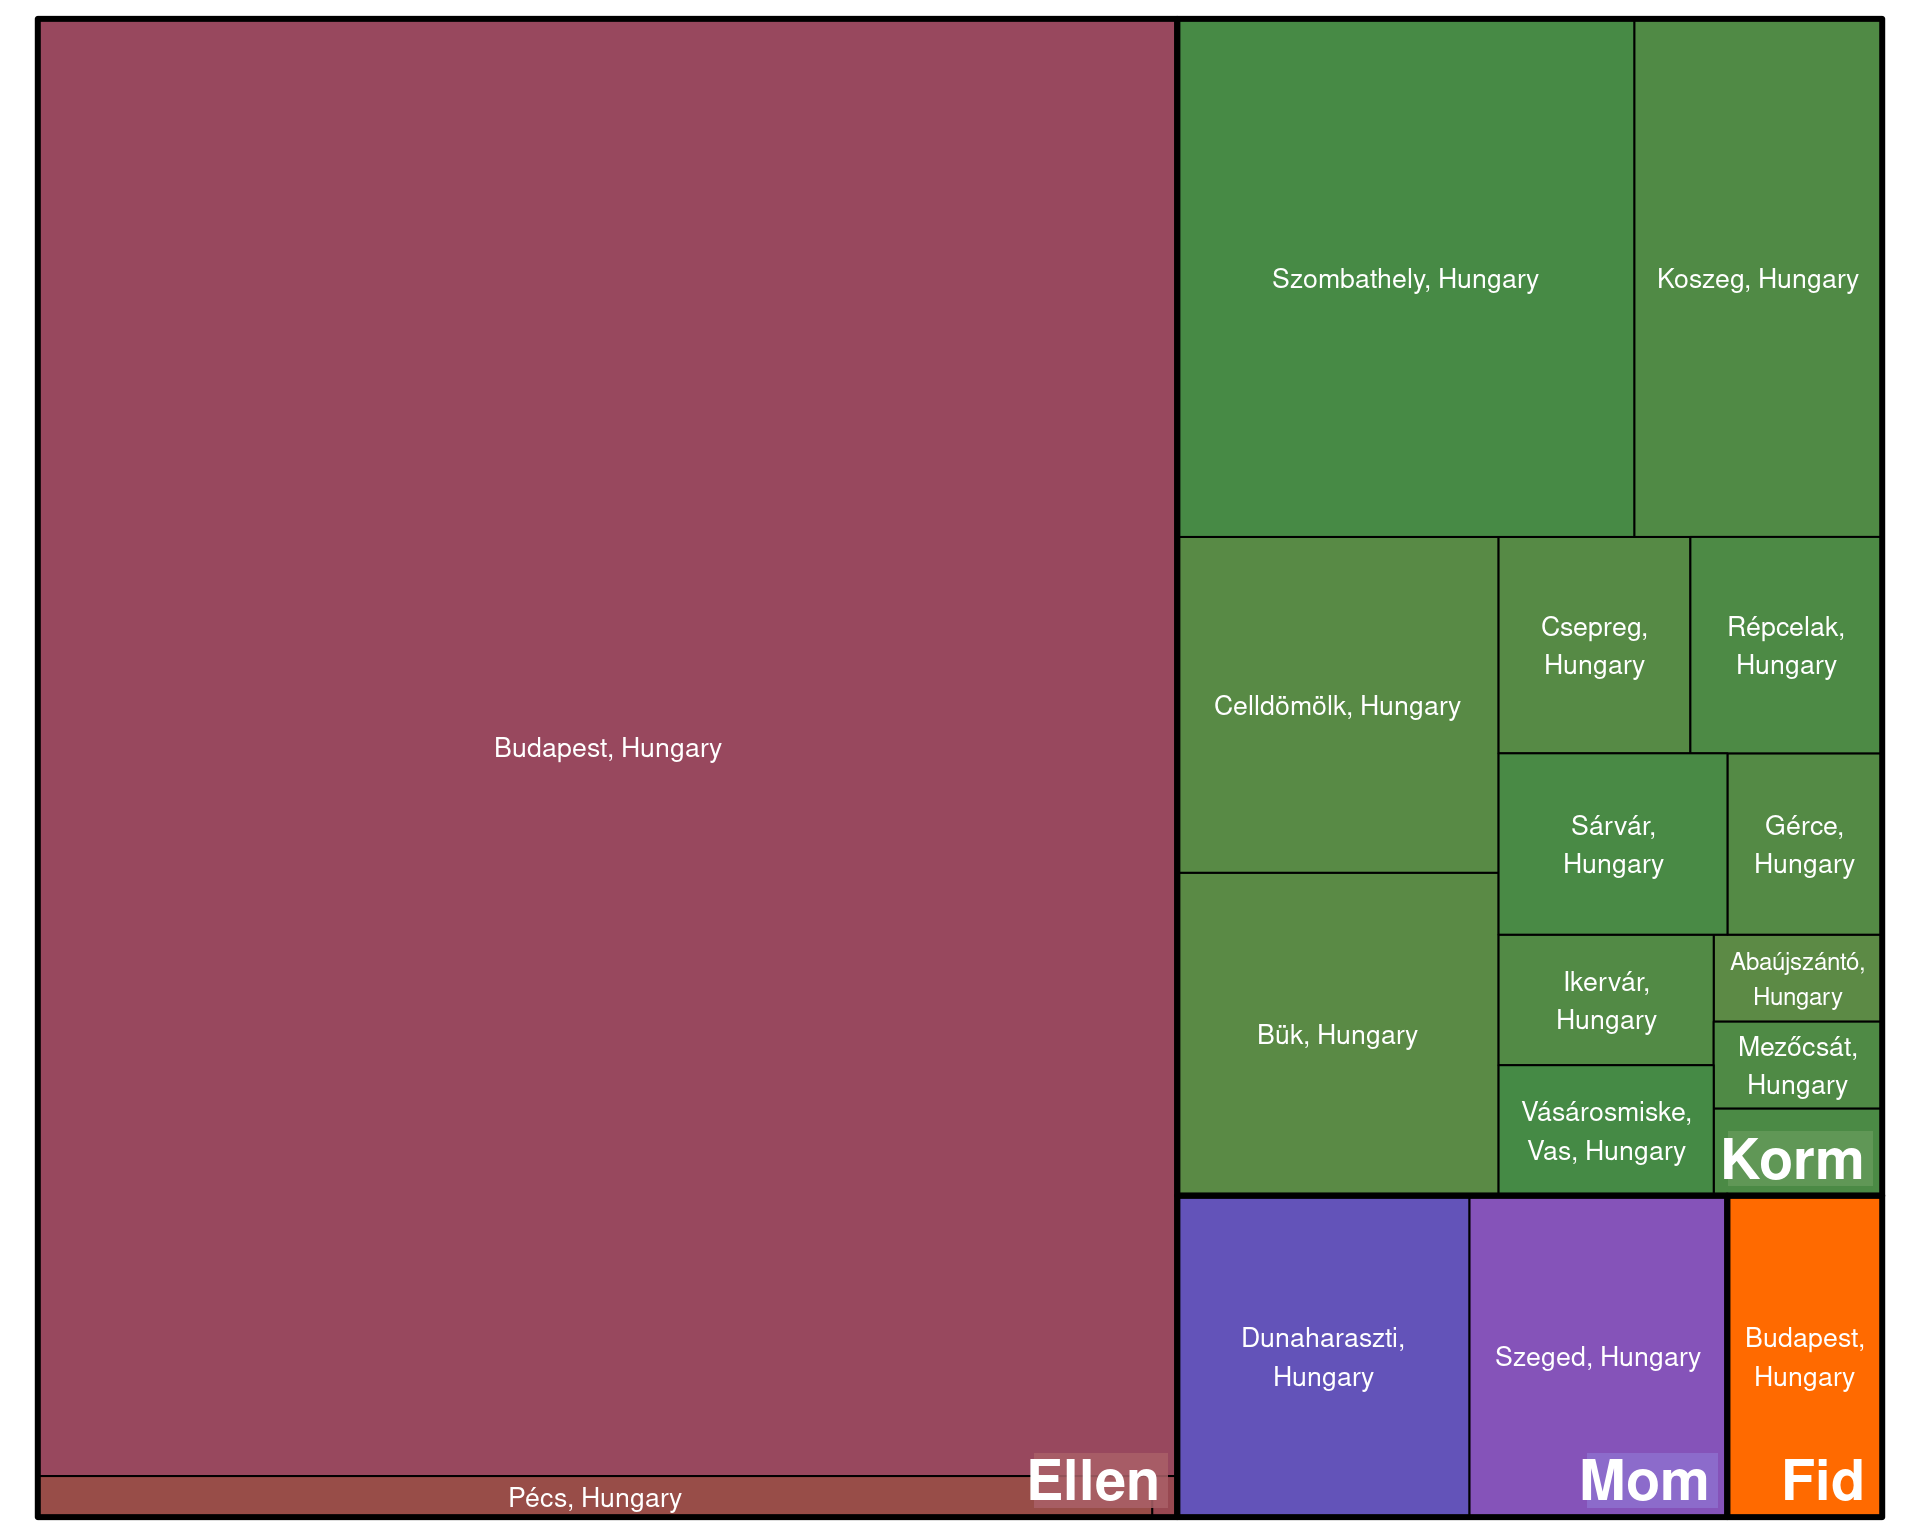 Budapest, Hungary
Pécs, Hungary
Ellen
Szombathely, Hungary
Koszeg, Hungary
Celldömölk, Hungary
Csepreg,
Hungary
Répcelak,
Hungary
Sárvár,
Hungary
Gérce,
Hungary
Bük, Hungary
Ikervár,
Hungary
Abaújszántó,
Hungary
Mezőcsát,
Hungary
Vásárosmiske,
Vas, Hungary
Korm
Dunaharaszti,
Hungary
Szeged, Hungary
Mom
Budapest,
Hungary
Fid